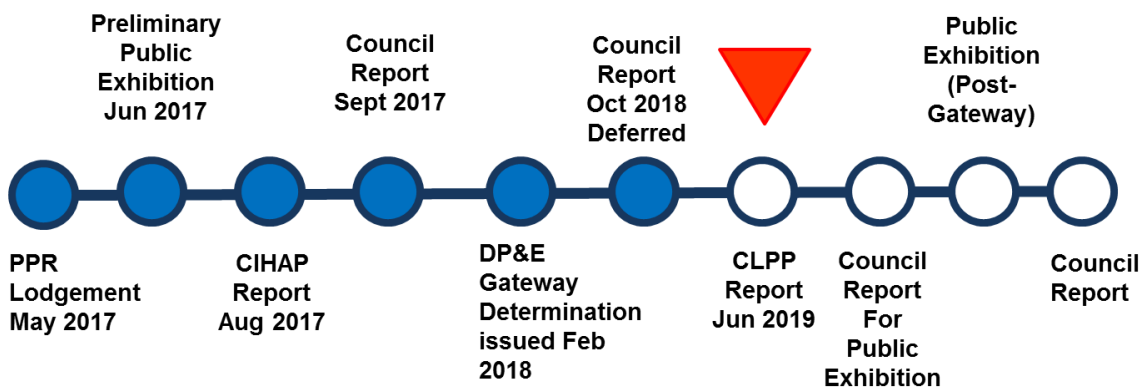 PPR
Lodgement
May 2017
Preliminary
Public
Exhibition
Jun 2017
CIHAP
Report
Aug 2017
Council
Report
Sept 2017
DP&E
Gateway
Determination
issued Feb
2018
Council
Report
Oct 2018
Deferred
CLPP
Report
Jun 2019
Council
Report
For
Public
Exhibition
Public
Exhibition
(Post-
Gateway)
Council
Report